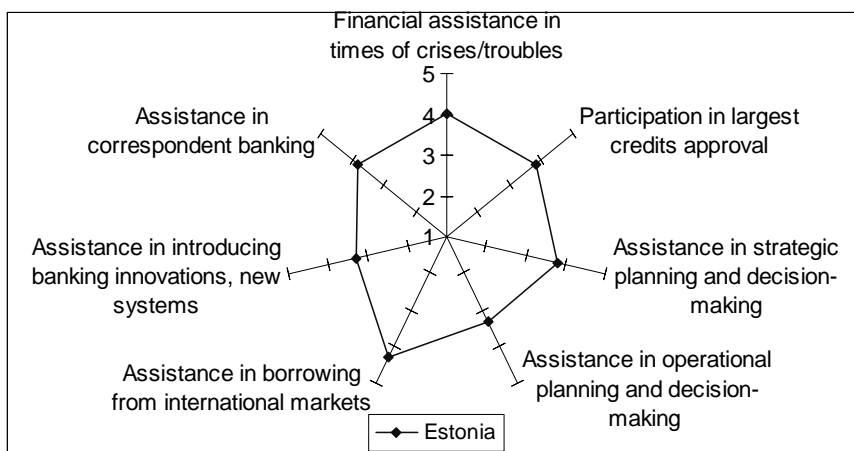 Financial assistance in
times of crises/troubles
5
4
3
2
1
Participation in largest
credits approval
Assistance in strategic
planning and decision-
making
Assistance in operational
planning and decision-
making
Assistance in borrowing
from international markets
Assistance in introducing
banking innovations, new
systems
Assistance in
correspondent banking
Estonia